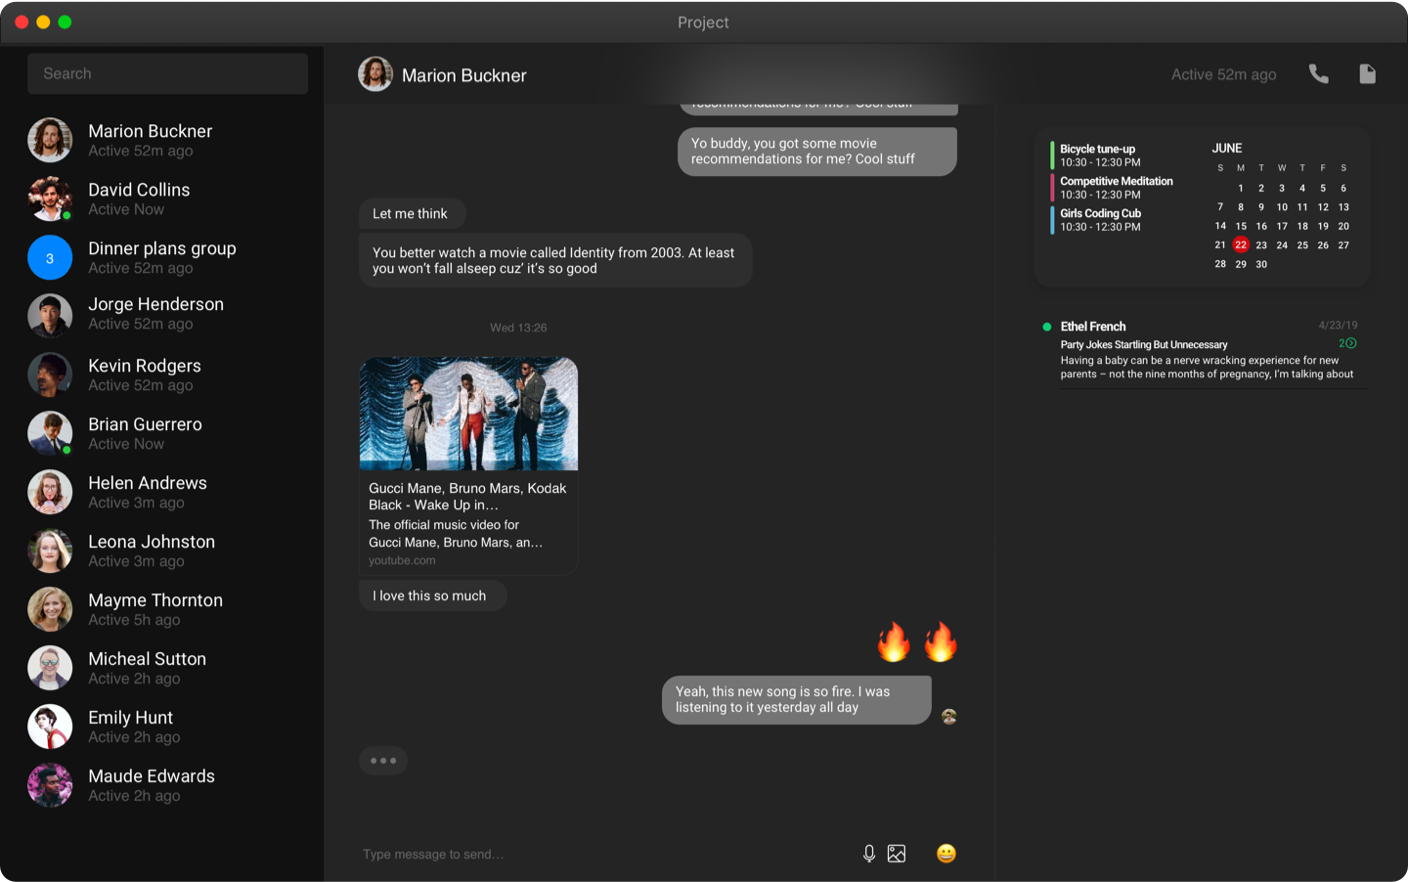 Project
Search
Marion Buckner
Active 52m ago
David Collins
Active Now
3
Dinner plans group
Active 52m ago
Jorge Henderson
Active 52m ago
Kevin Rodgers
Active 52m ago
Brian Guerrero
Active Now
Helen Andrews
Active 3m ago
Leona Johnston
Active 3m ago
Mayme Thornton
Active 5h ago
Micheal Sutton
Active 2h ago
Emily Hunt
Active 2h ago
Maude Edwards
Active 2h ago
Marion Buckner
Active 52m ago
recommendations for me? Cool stuff
Yo buddy, you got some movie
recommendations for me? Cool stuff
Let me think
You better watch a movie called Identity from 2003. At least
you won't fall alseep cuz' it's so good
Wed 13:26
Gucci Mane, Bruno Mars, Kodak
Black - Wake Up in…
The official music video for
Gucci Mane, Bruno Mars, an…
youtube.com
I love this so much
Yeah, this new song is so fire. I was
listening to it yesterday all day
Type message to send…
Bicycle tune-up
10:30 - 12:30 PM
Competitive Meditation
10:30 - 12:30 PM
Girls Coding Cub
10:30 - 12:30 PM
JUNE
S M T W T F S
1 2 3 4 5 6
7 8 9 10 11 12 13
14 15 16 17 18 19 20
21 22 23 24 25 26 27
28 29 30
Ethel French 4/23/19
Party Jokes Startling But Unnecessary 2
Having a baby can be a nerve wracking experience for new
parents – not the nine months of pregnancy, I'm talking about